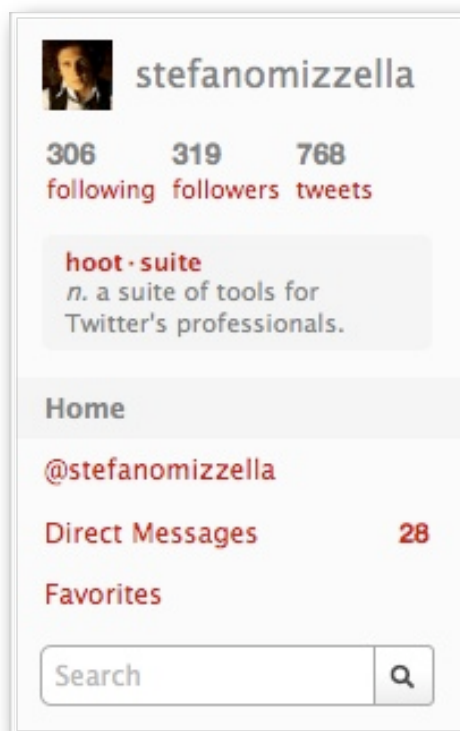 stefanomizzella
306 319 768
following followers tweets
hoot · suite
n. a suite of tools for
Twitter's professionals.
Home
@stefanomizzella
Direct Messages 28
Favorites
Search